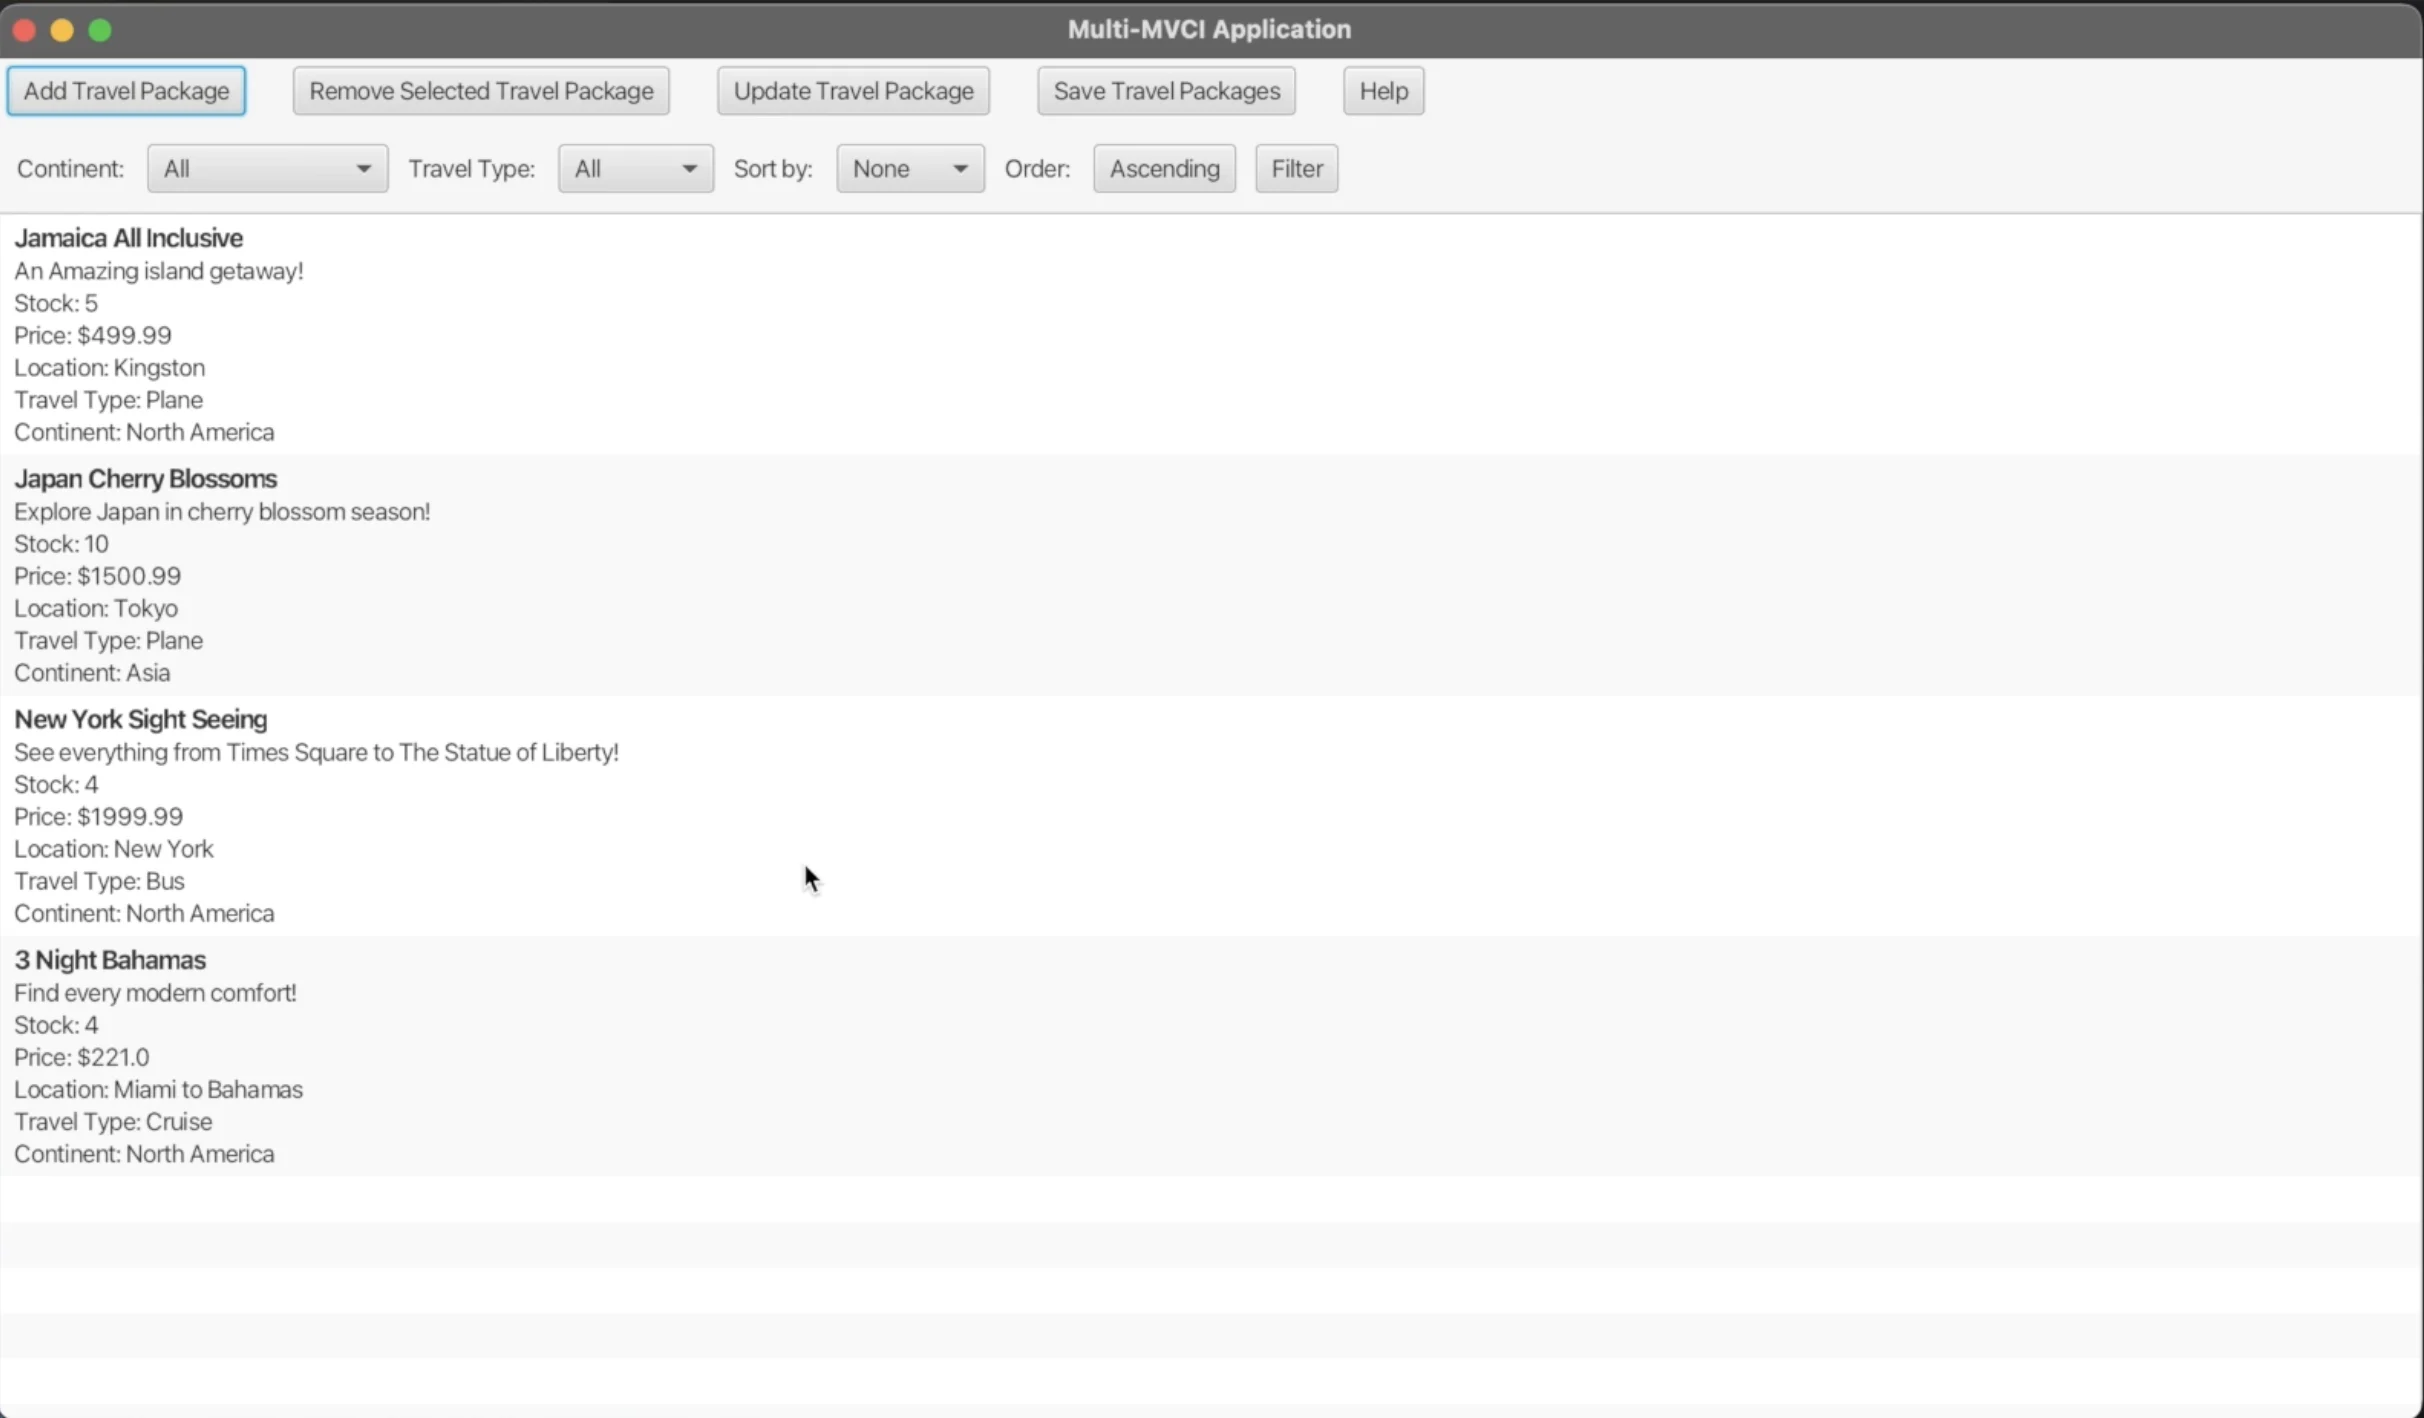 Multi-MVCI Application
Add Travel Package Remove Selected Travel Package Update Travel Package Save Travel Packages Help
Continent: All Travel Type: All Sort by: None Order: Ascending Filter
Jamaica All Inclusive
An Amazing island getaway!
Stock: 5
Price: $499.99
Location: Kingston
Travel Type: Plane
Continent: North America
Japan Cherry Blossoms
Explore Japan in cherry blossom season!
Stock: 10
Price: $1500.99
Location: Tokyo
Travel Type: Plane
Continent: Asia
New York Sight Seeing
See everything from Times Square to The Statue of Liberty!
Stock: 4
Price: $1999.99
Location: New York
Travel Type: Bus
Continent: North America
3 Night Bahamas
Find every modern comfort!
Stock: 4
Price: $221.0
Location: Miami to Bahamas
Travel Type: Cruise
Continent: North America